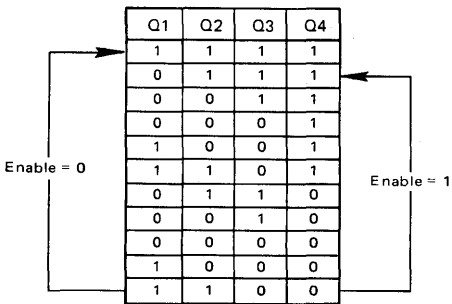 Q1 Q2 Q3 Q4
1 1 1 1
0 1 1 1
0 0 1 1
0 0 0 1
1 0 0 1
1 1 0 1
0 1 1 0
0 0 1 0
0 0 0 0
1 0 0 0
1 1 0 0
Enable = 0
Enable = 1